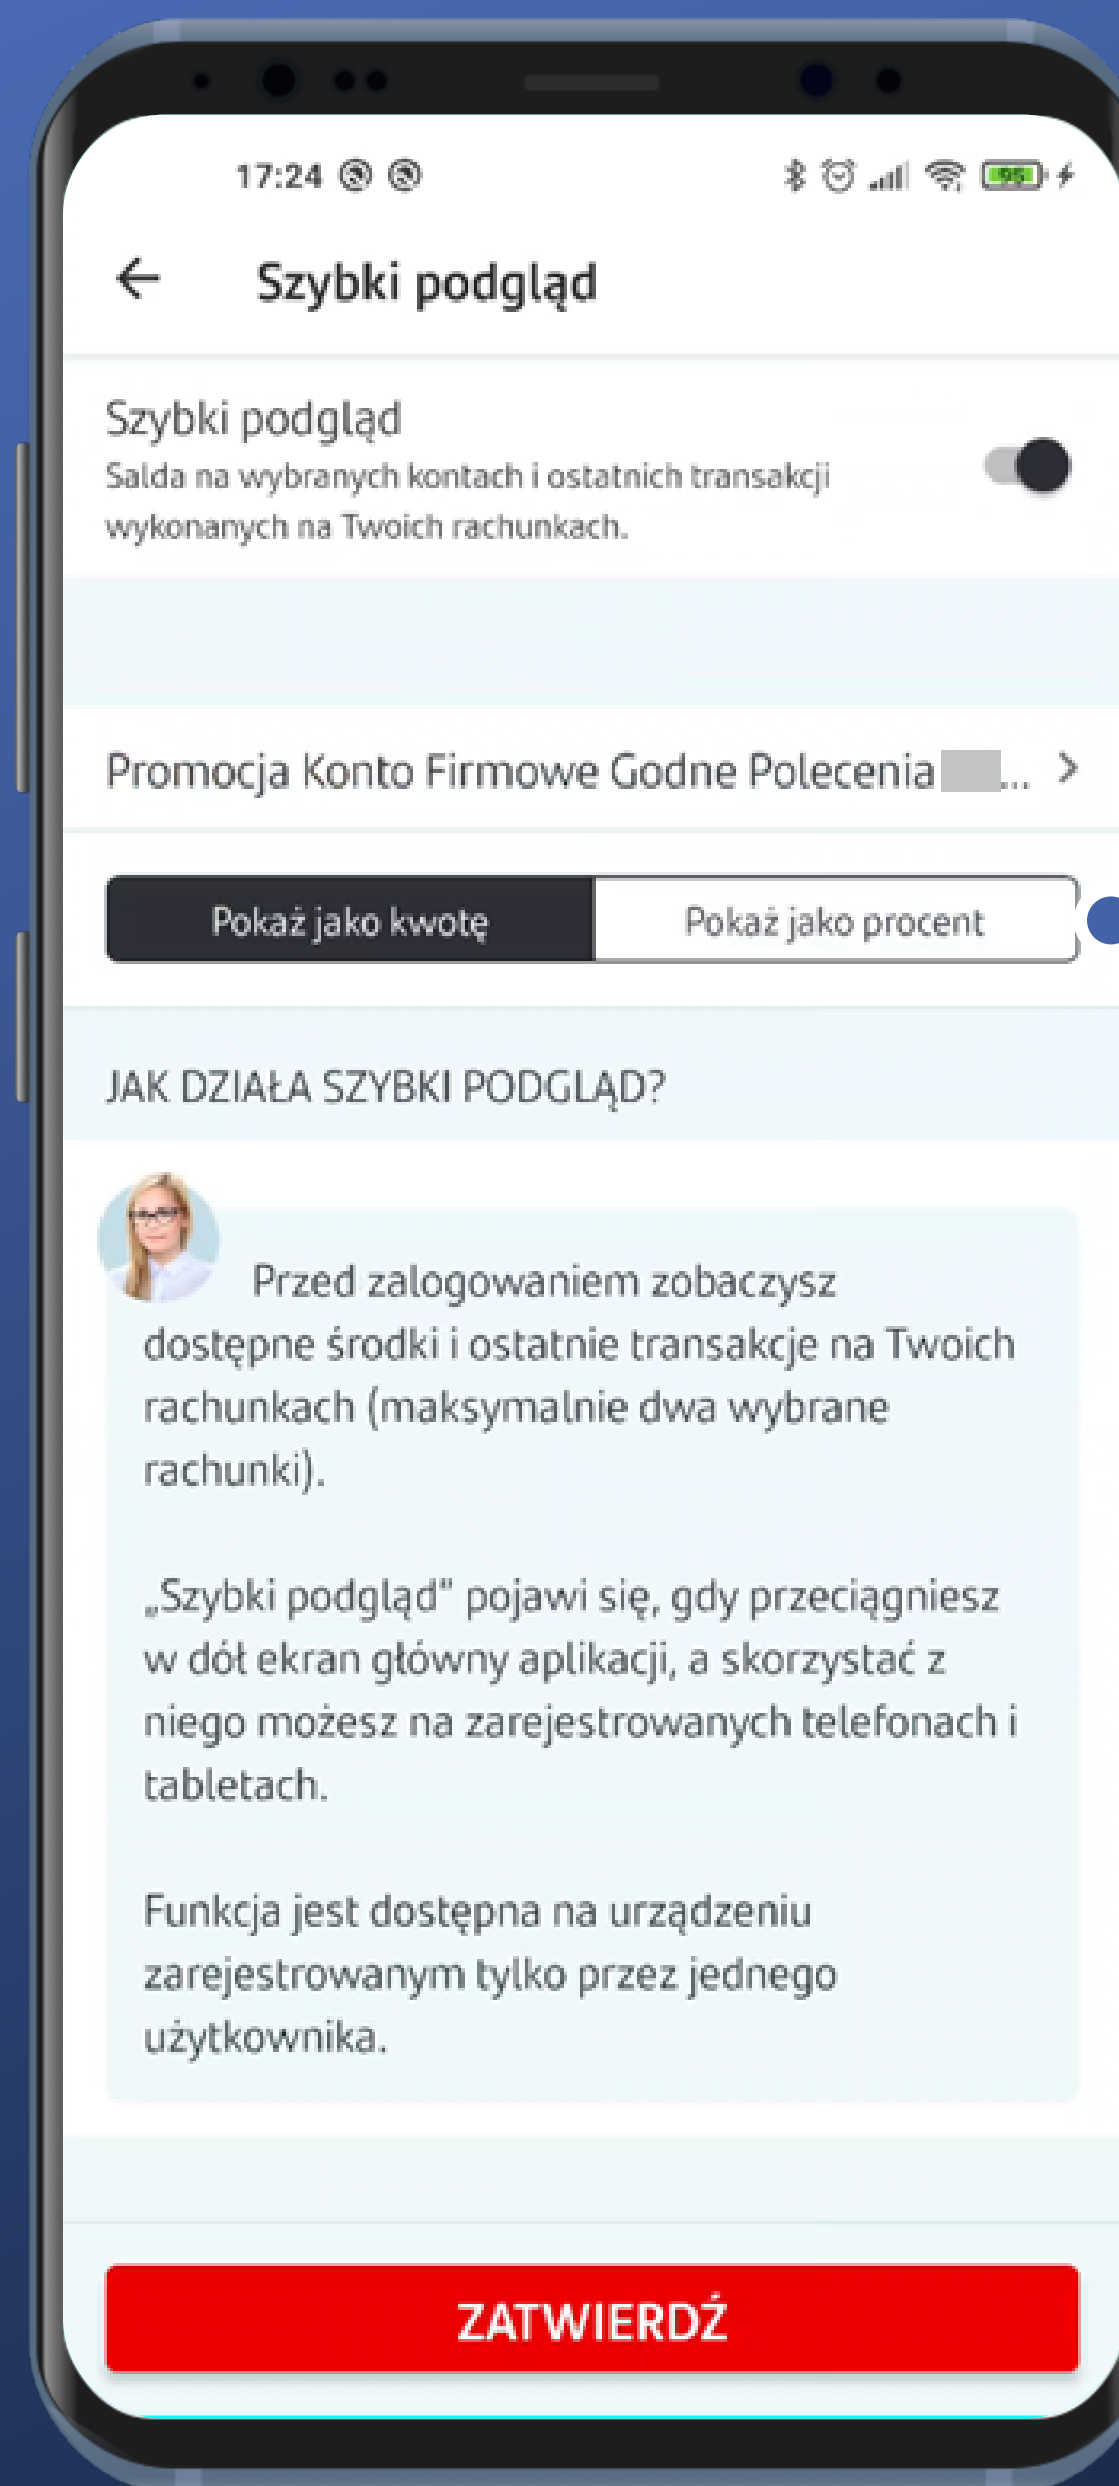 17:24
95
Szybki podgląd
Szybki podgląd
Salda na wybranych kontach i ostatnich transakcji
wykonanych na Twoich rachunkach.
Promocja Konto Firmowe Godne Polecenia ...
Pokaż jako kwotę
Pokaż jako procent
JAK DZIAŁA SZYBKI PODGLĄD?
Przed zalogowaniem zobaczysz
dostępne środki i ostatnie transakcje na Twoich
rachunkach (maksymalnie dwa wybrane
rachunki).
„Szybki podgląd" pojawi się, gdy przeciągniesz
w dół ekran główny aplikacji, a skorzystać z
niego możesz na zarejestrowanych telefonach i
tabletach.
Funkcja jest dostępna na urządzeniu
zarejestrowanym tylko przez jednego
użytkownika.
ZATWIERDŹ